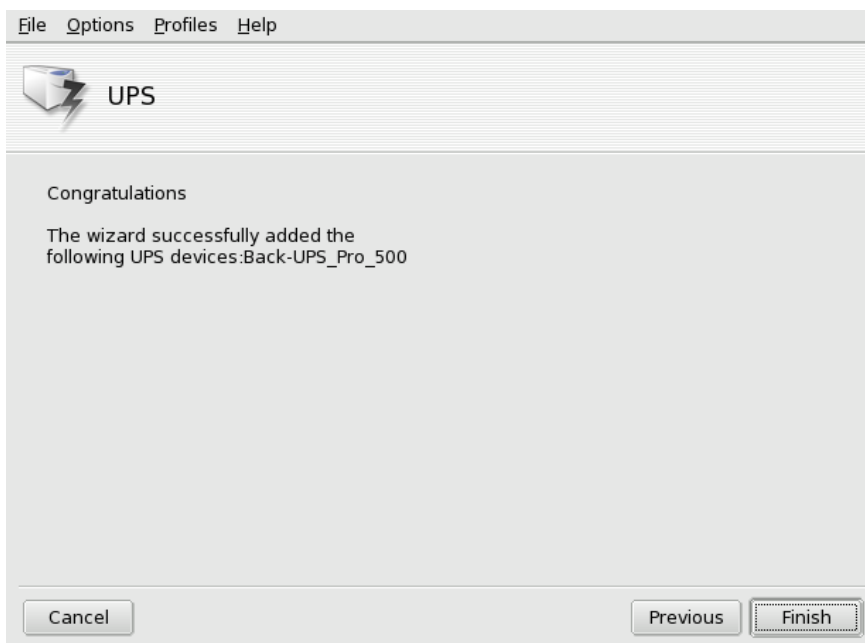 File Options Profiles Help
UPS
Congratulations
The wizard successfully added the
following UPS devices:Back-UPS_Pro_500
Cancel Previous Finish